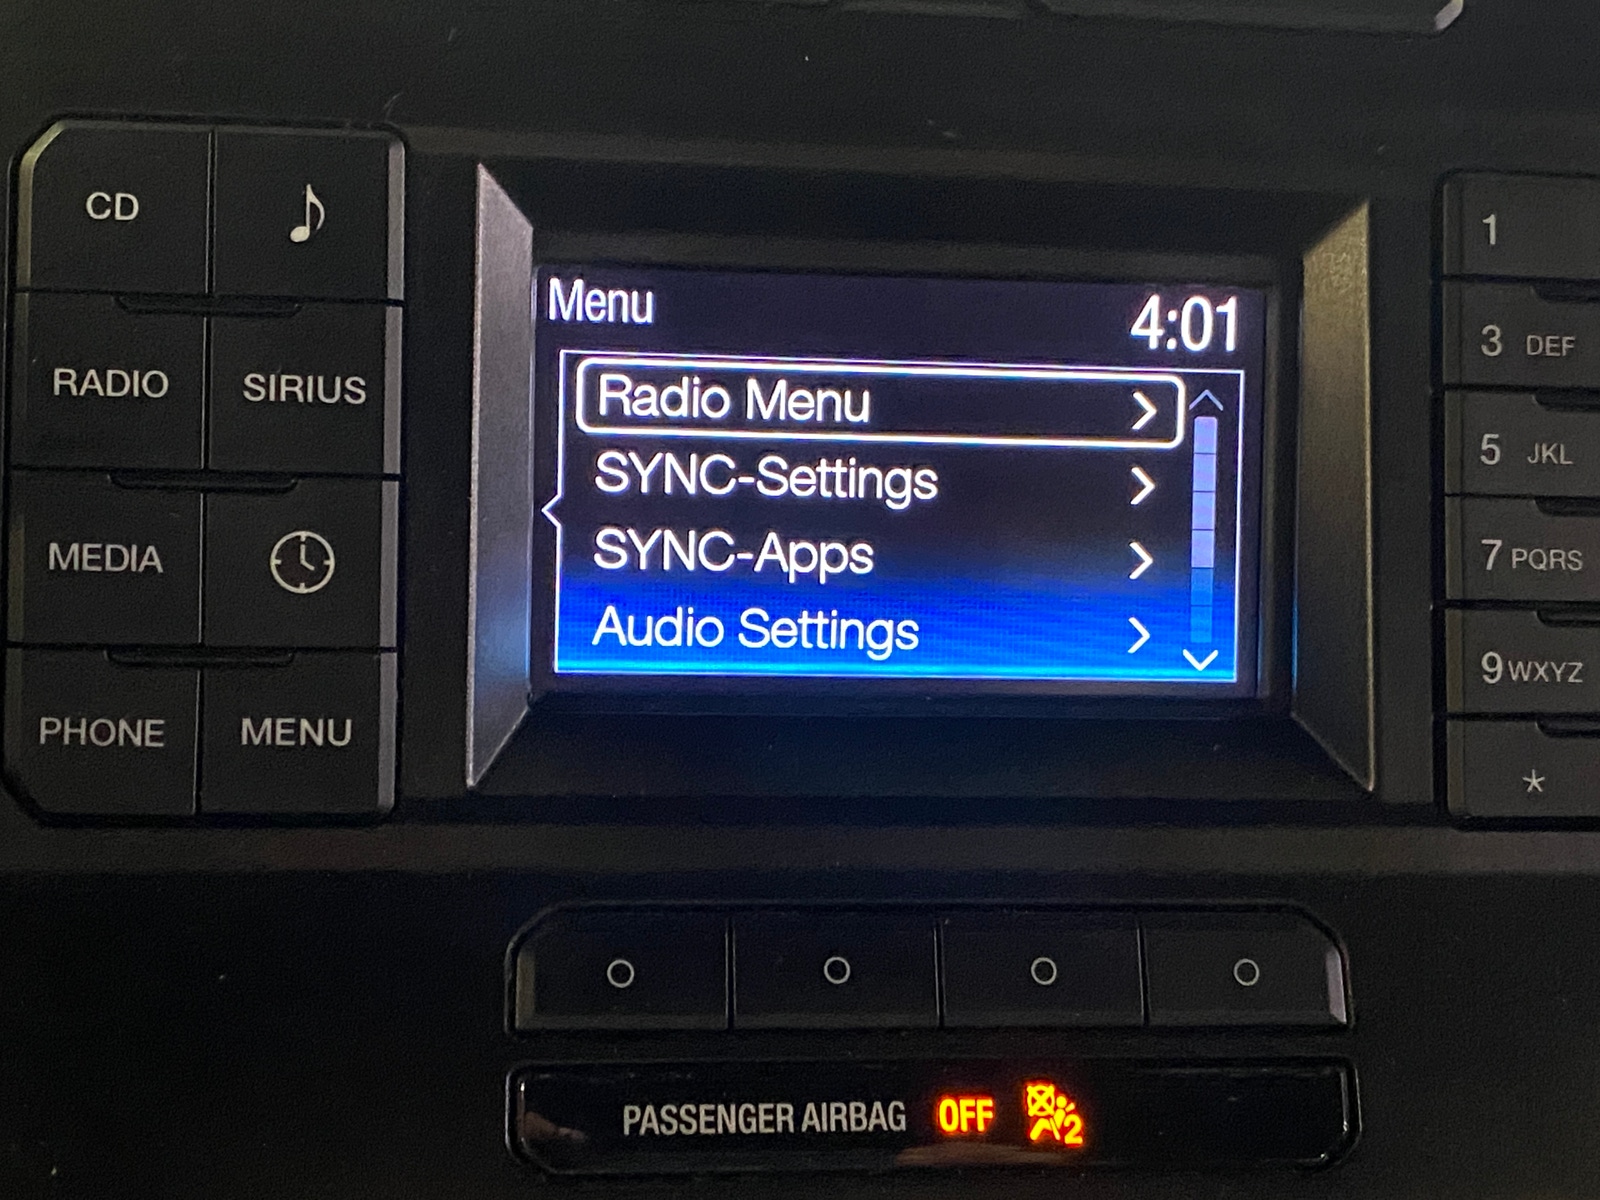 CD
RADIO SIRIUS
MEDIA
PHONE MENU
Menu 4:01
Radio Menu
SYNC-Settings
SYNC-Apps
Audio Settings
1
3 DEF
5 JKL
7 PQRS
9 WXYZ
*
PASSENGER AIRBAG OFF 2